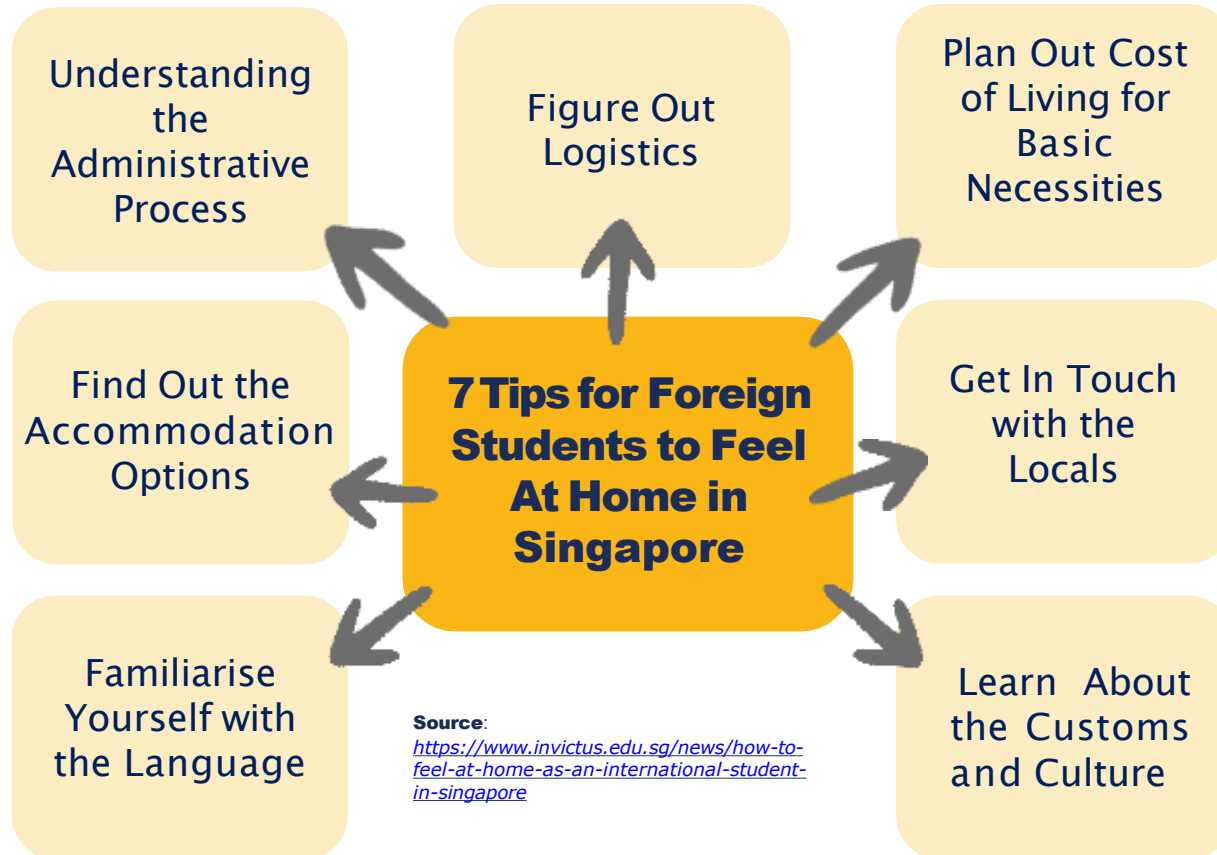 Understanding
the
Administrative
Process
Figure Out
Logistics
Plan Out Cost
of Living for
Basic
Necessities
Find Out the
Accommodation
Options
7 Tips for Foreign
Students to Feel
At Home in
Singapore
Get In Touch
with the
Locals
Familiarise
Yourself with
the Language
Source:
https://www.invictus.edu.sg/news/how-to-
feel-at-home-as-an-international-student-
in-singapore
Learn About
the Customs
and Culture